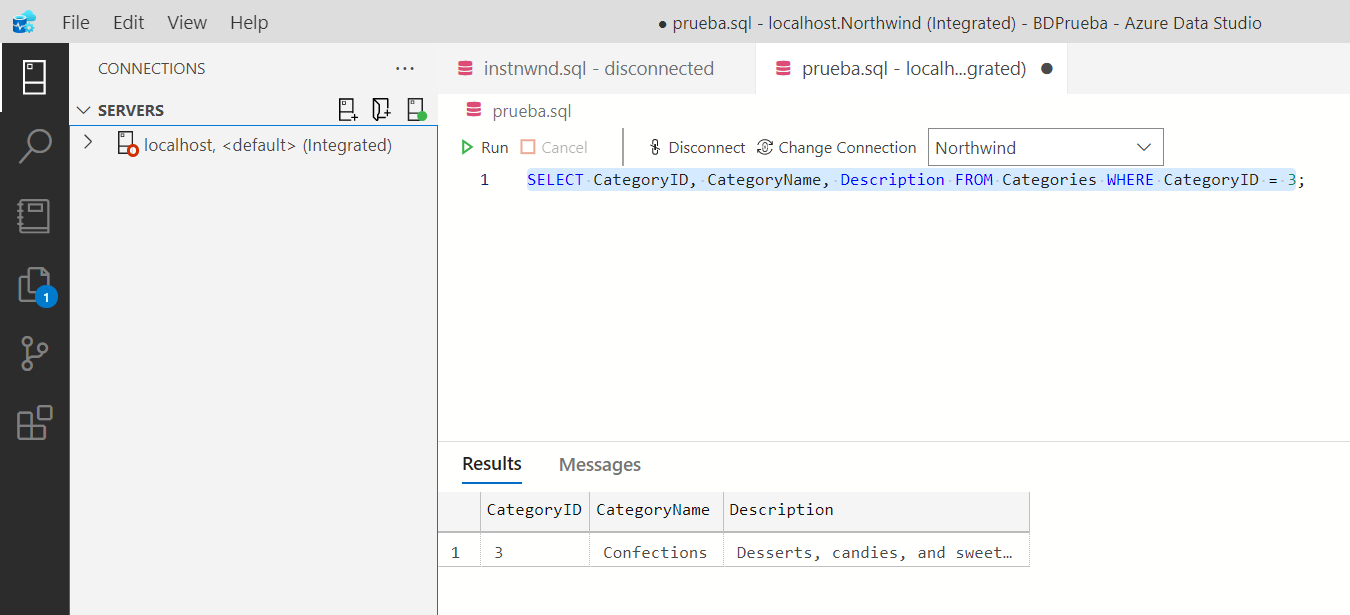 File Edit View Help
● prueba.sql - localhost.Northwind (Integrated) - BDPrueba - Azure Data Studio
CONNECTIONS ...
SERVERS
localhost, <default> (Integrated)
1
instnwnd.sql - disconnected
prueba.sql - localh...grated) ●
prueba.sql
Run Cancel Disconnect Change Connection Northwind
1 SELECT CategoryID, CategoryName, Description FROM Categories WHERE CategoryID = 3;
Results Messages
CategoryID CategoryName Description
1 3 Confections Desserts, candies, and sweet…